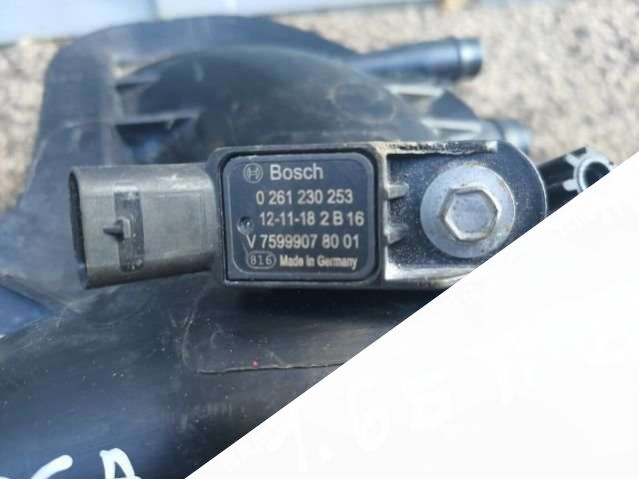 Bosch
0 261 230 253
12-11-18 2 B 16
V 7599907 80 01
816 Made in Germany